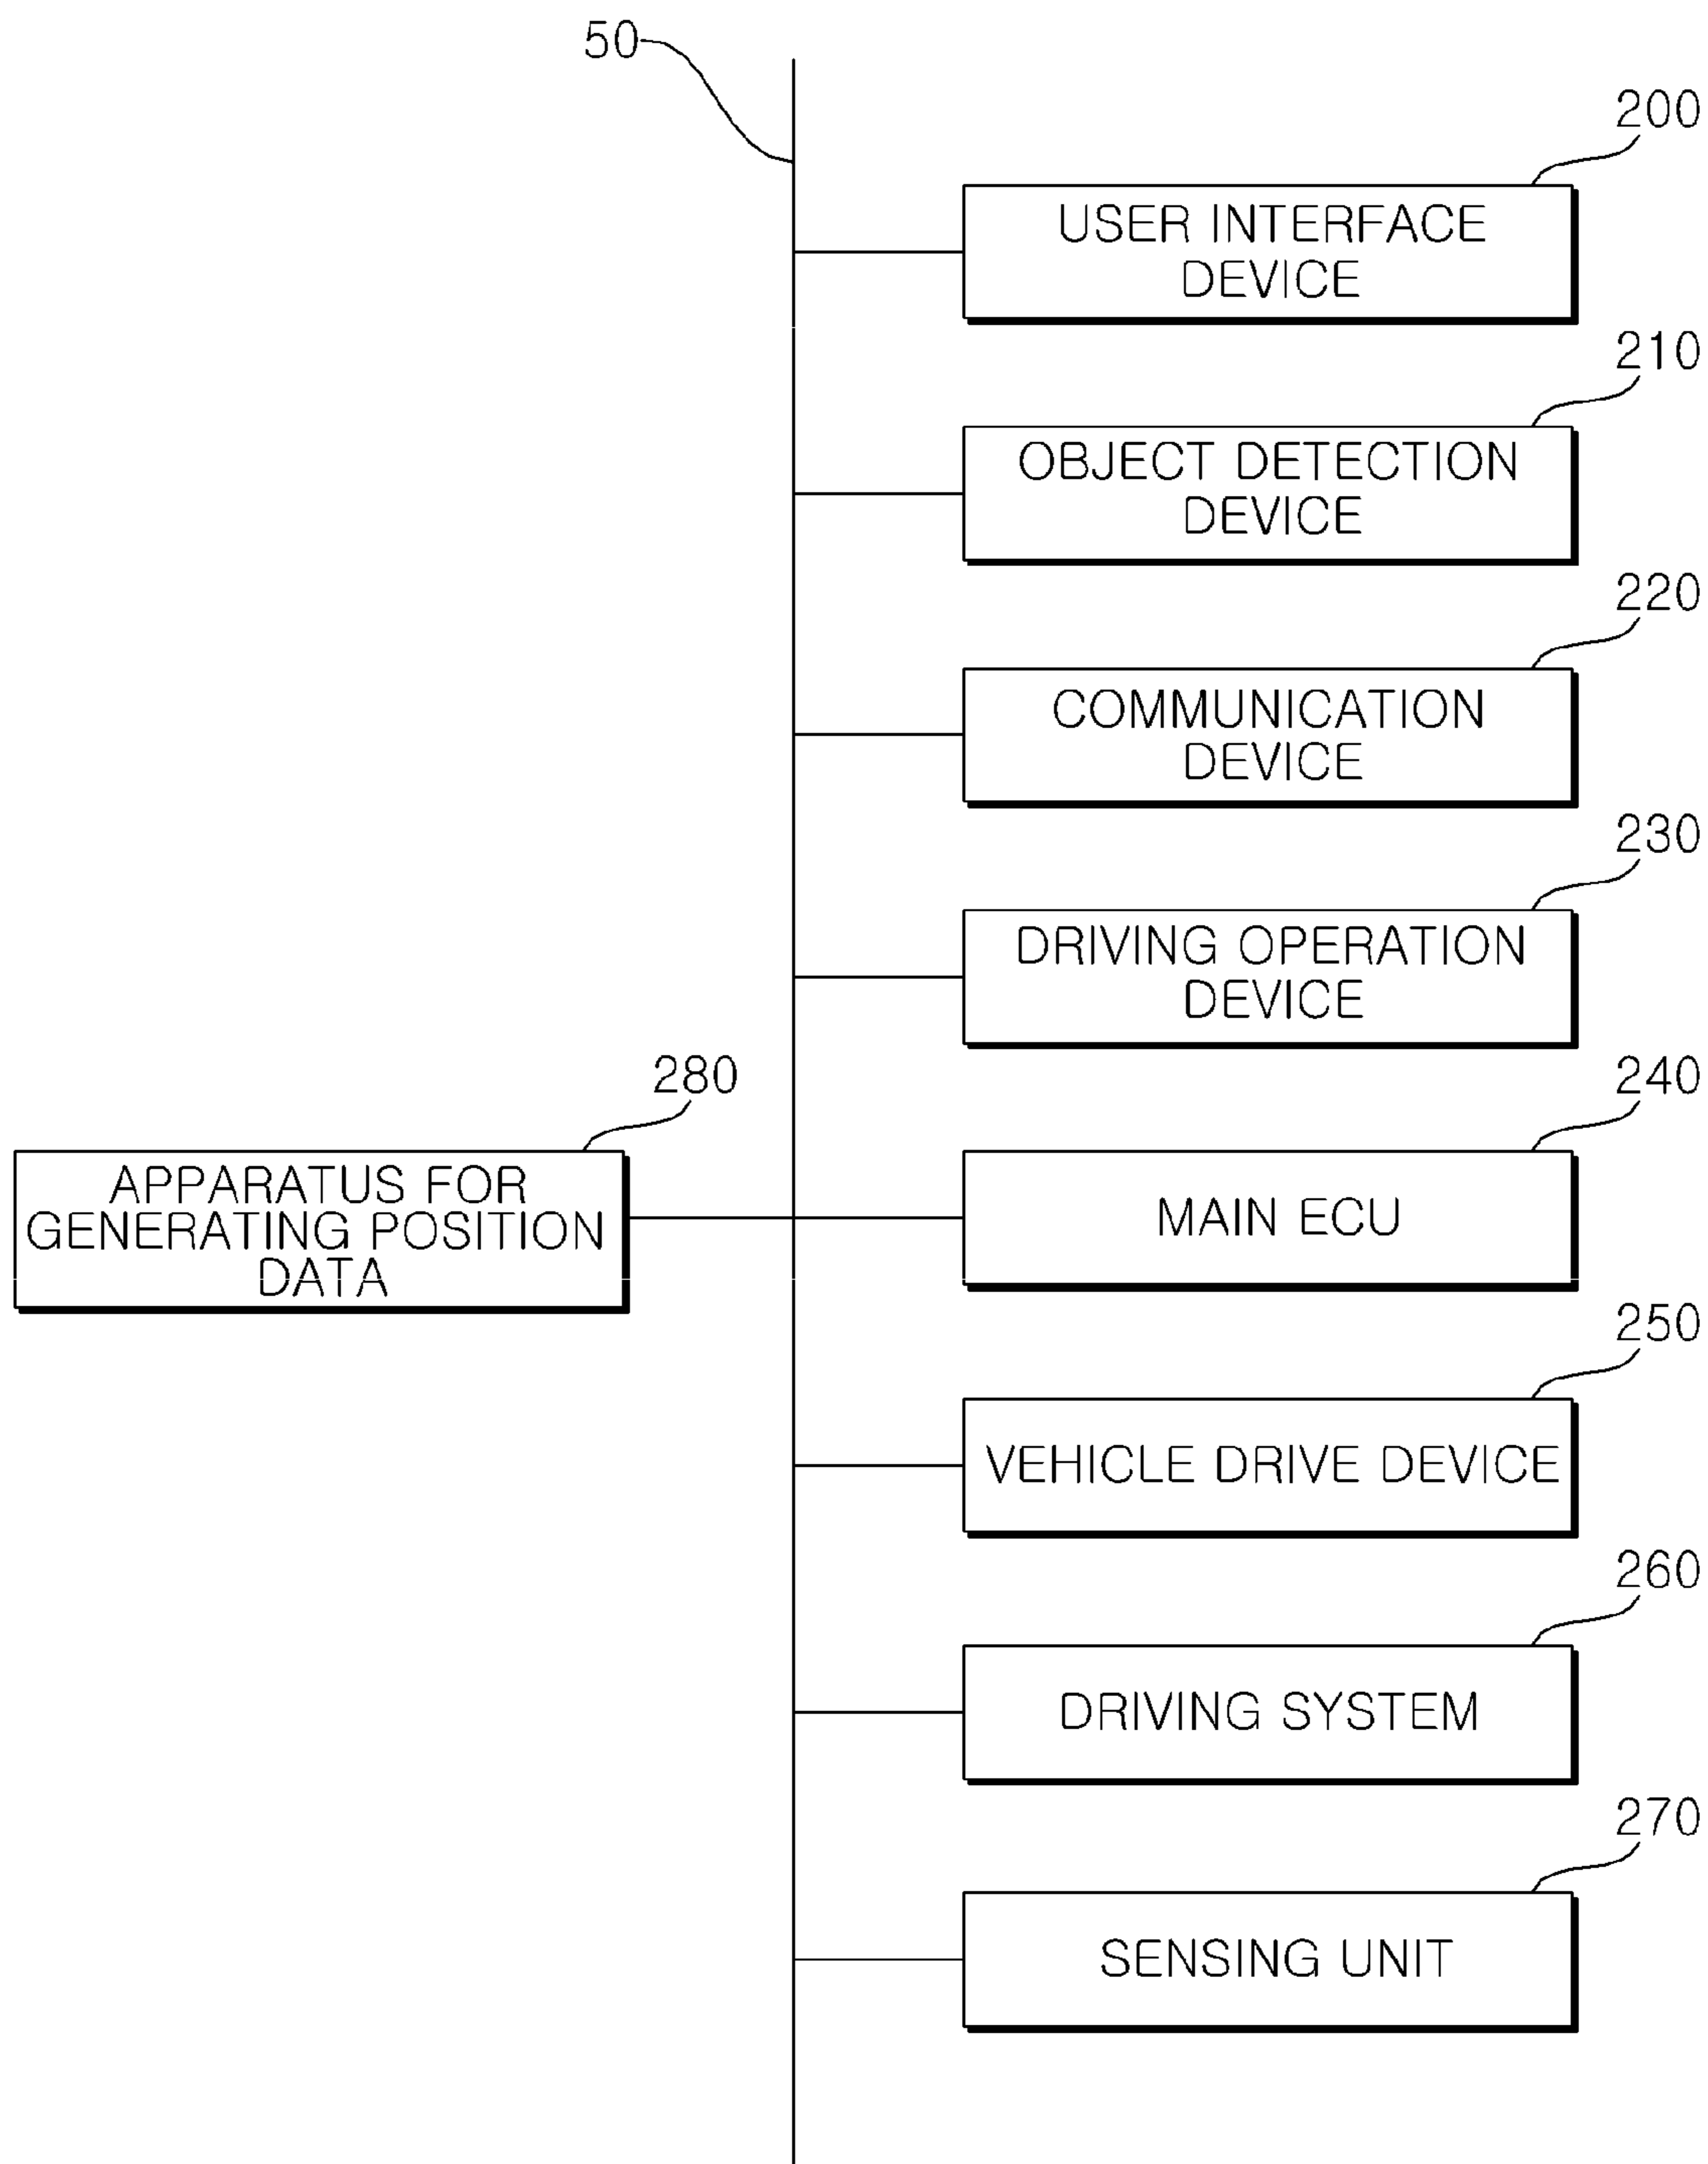 50
200
USER INTERFACE
DEVICE
210
OBJECT DETECTION
DEVICE
220
COMMUNICATION
DEVICE
230
DRIVING OPERATION
DEVICE
280
APPARATUS FOR
GENERATING POSITION
DATA
240
MAIN ECU
250
VEHICLE DRIVE DEVICE
260
DRIVING SYSTEM
270
SENSING UNIT